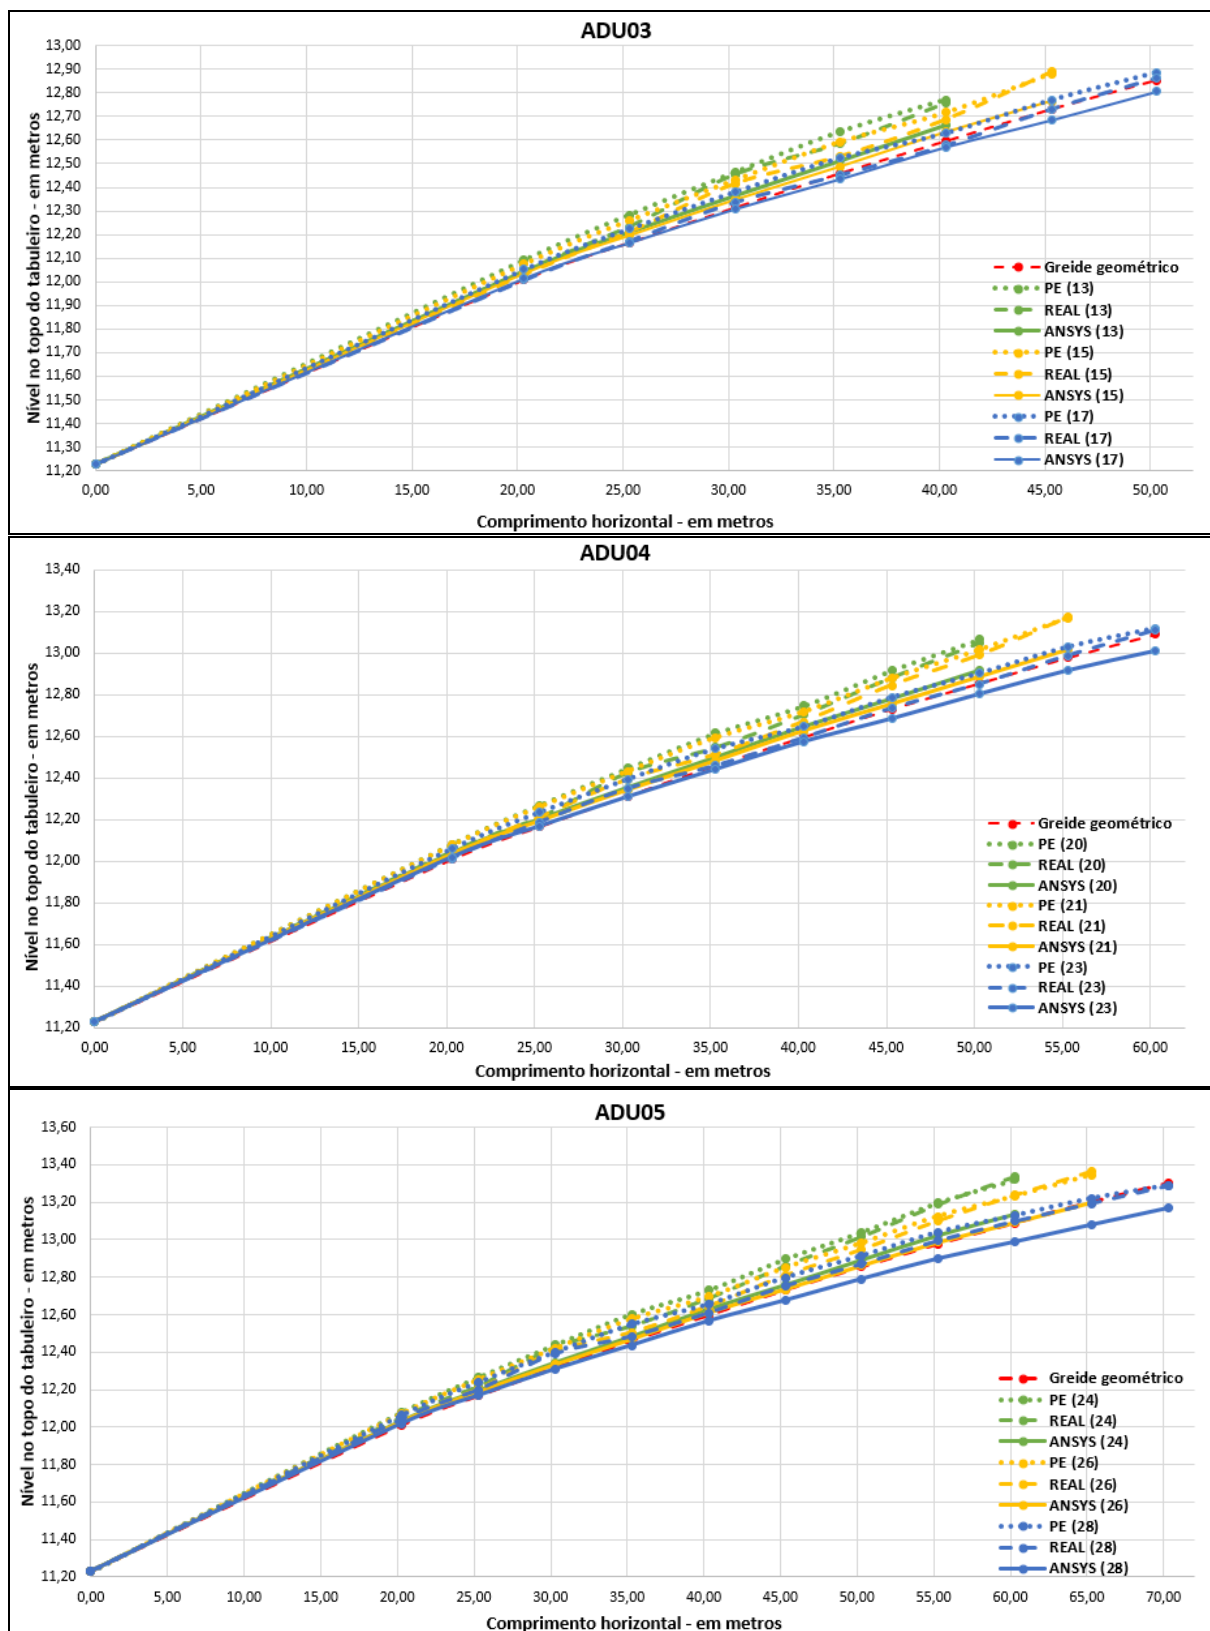 ADU03
Nível no topo do tabuleiro - em metros
13,00
12,90
12,80
12,70
12,60
12,50
12,40
12,30
12,20
12,10
12,00
11,90
11,80
11,70
11,60
11,50
11,40
11,30
11,20
Greide geométrico
PE (13)
REAL (13)
ANSYS (13)
PE (15)
REAL (15)
ANSYS (15)
PE (17)
REAL (17)
ANSYS (17)
0,00 5,00 10,00 15,00 20,00 25,00 30,00 35,00 40,00 45,00 50,00
Comprimento horizontal - em metros
ADU04
Nível no topo do tabuleiro - em metros
13,40
13,20
13,00
12,80
12,60
12,40
12,20
12,00
11,80
11,60
11,40
11,20
Greide geométrico
PE (20)
REAL (20)
ANSYS (20)
PE (21)
REAL (21)
ANSYS (21)
PE (23)
REAL (23)
ANSYS (23)
0,00 5,00 10,00 15,00 20,00 25,00 30,00 35,00 40,00 45,00 50,00 55,00 60,00
Comprimento horizontal - em metros
ADU05
Nível no topo do tabuleiro - em metros
13,60
13,40
13,20
13,00
12,80
12,60
12,40
12,20
12,00
11,80
11,60
11,40
11,20
Greide geométrico
PE (24)
REAL (24)
ANSYS (24)
PE (26)
REAL (26)
ANSYS (26)
PE (28)
REAL (28)
ANSYS (28)
0,00 5,00 10,00 15,00 20,00 25,00 30,00 35,00 40,00 45,00 50,00 55,00 60,00 65,00 70,00
Comprimento horizontal - em metros